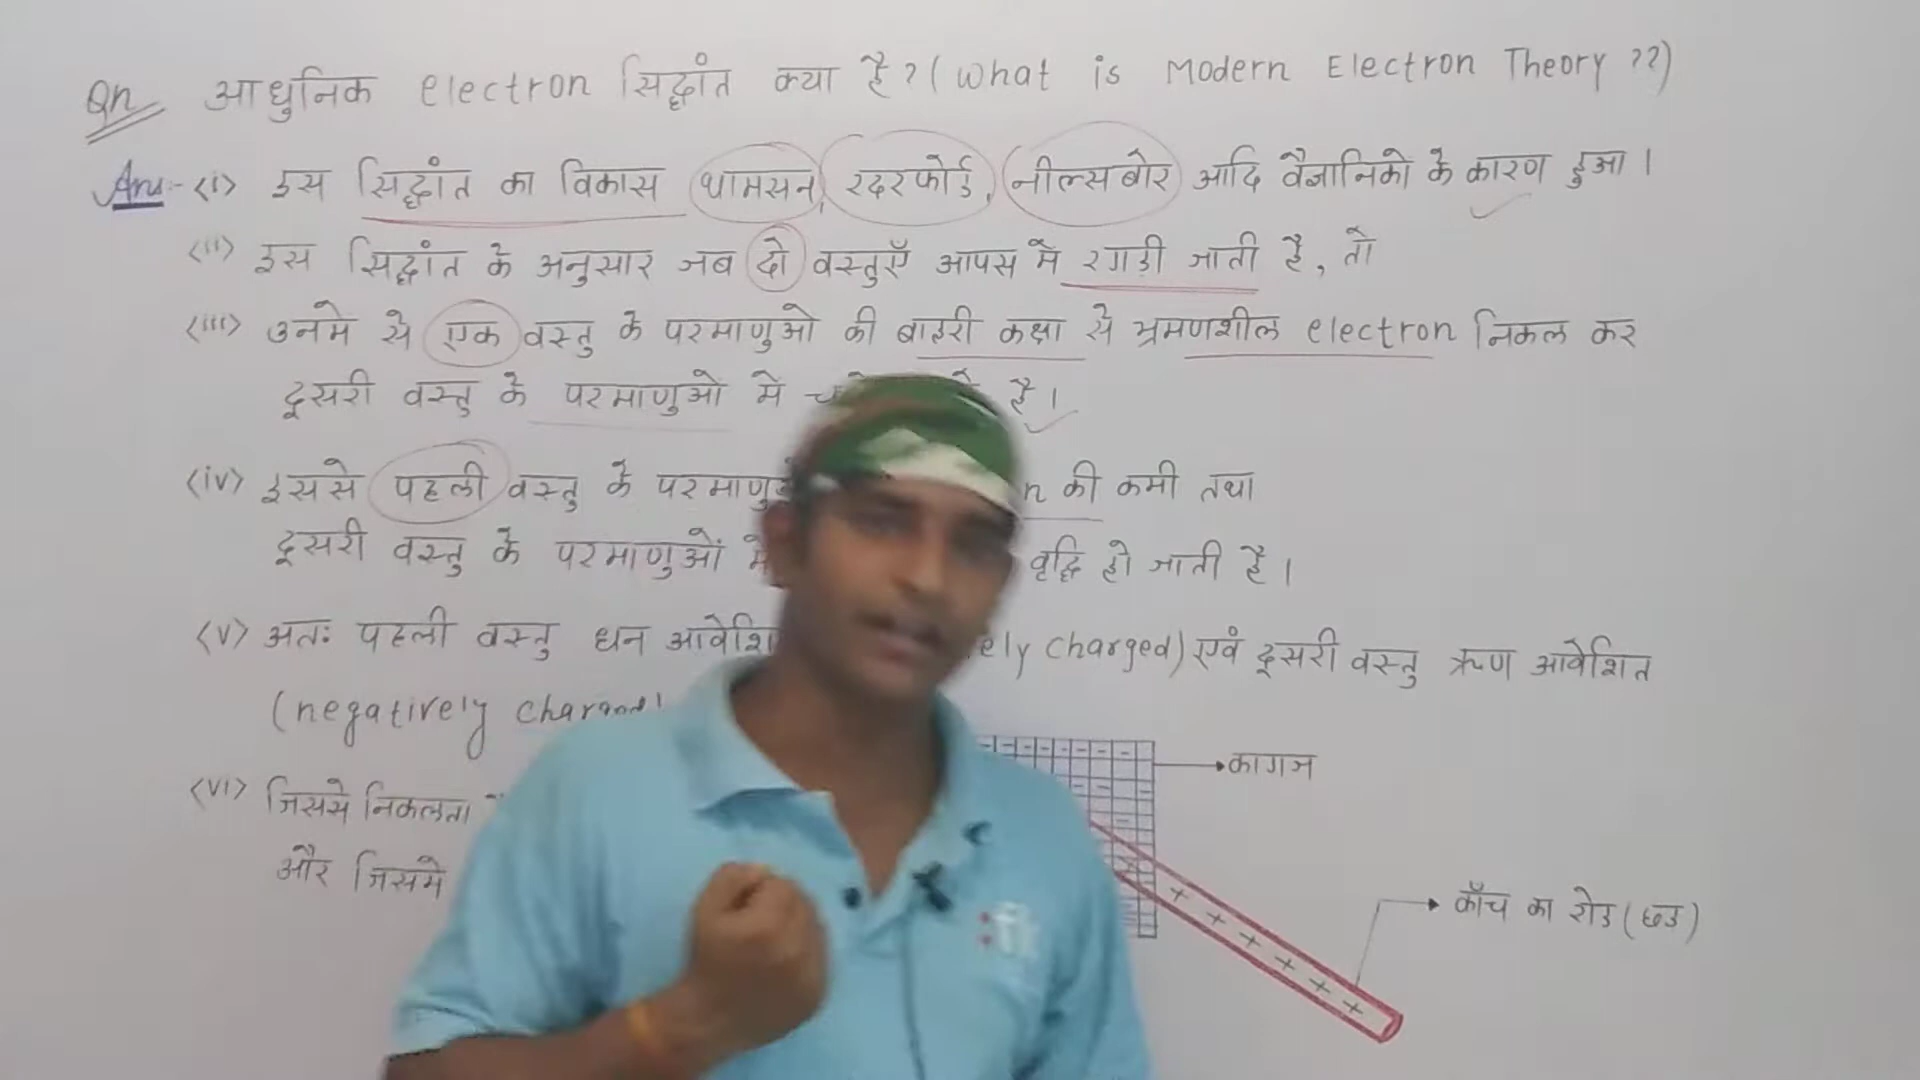 Qn आधुनिक electron सिद्धांत क्या है? (What is Modern Electron Theory ??)
Ans:- (i) इस सिद्धांत का विकास थामसन, रदरफोर्ड, नील्सबोर आदि वैज्ञानिको के कारण हुआ।
(ii) इस सिद्धांत के अनुसार जब दो वस्तुएँ आपस में रगड़ी जाती है, तो
(iii) उनमे से एक वस्तु के परमाणुओ की बाहरी कक्षा से भ्रमणशील electron निकल कर
दूसरी वस्तु के परमाणुओ मे है।
(iv) इससे पहली वस्तु के की कमी तथा
दूसरी वस्तु के परमाणुओं वृद्धि हो जाती है।
(v) अतः पहली वस्तु धन ely charged) एवं दूसरी वस्तु ऋण आवेशित
(negatively
(vi) जिससे निकलता
और जिसमे
कागज
काँच का रोड (छड)